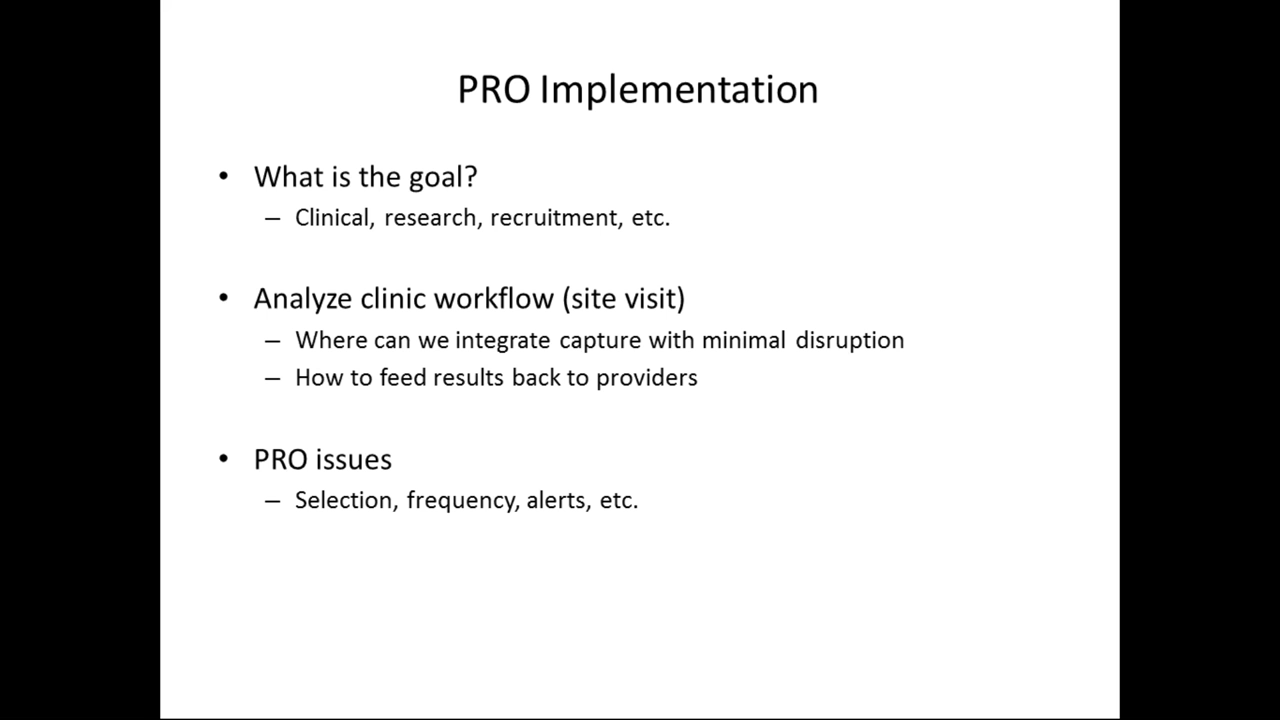 PRO Implementation
• What is the goal?
– Clinical, research, recruitment, etc.
• Analyze clinic workflow (site visit)
– Where can we integrate capture with minimal disruption
– How to feed results back to providers
• PRO issues
– Selection, frequency, alerts, etc.